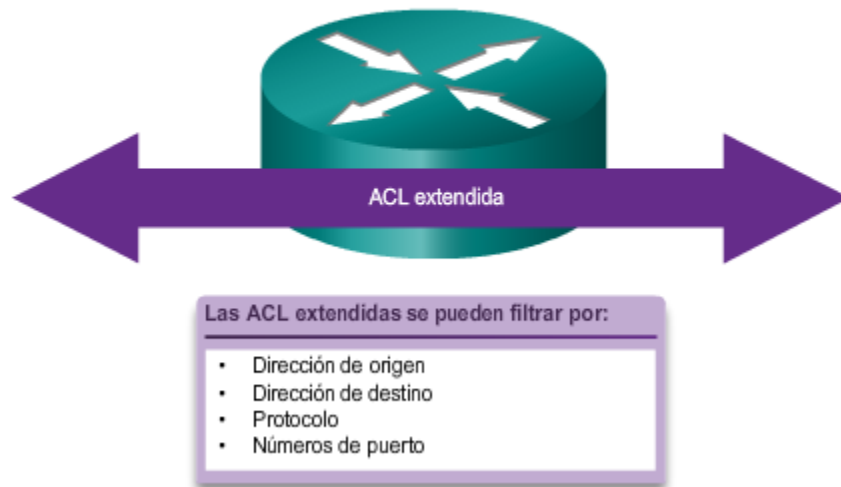 ACL extendida
Las ACL extendidas se pueden filtrar por:
• Dirección de origen
• Dirección de destino
• Protocolo
• Números de puerto